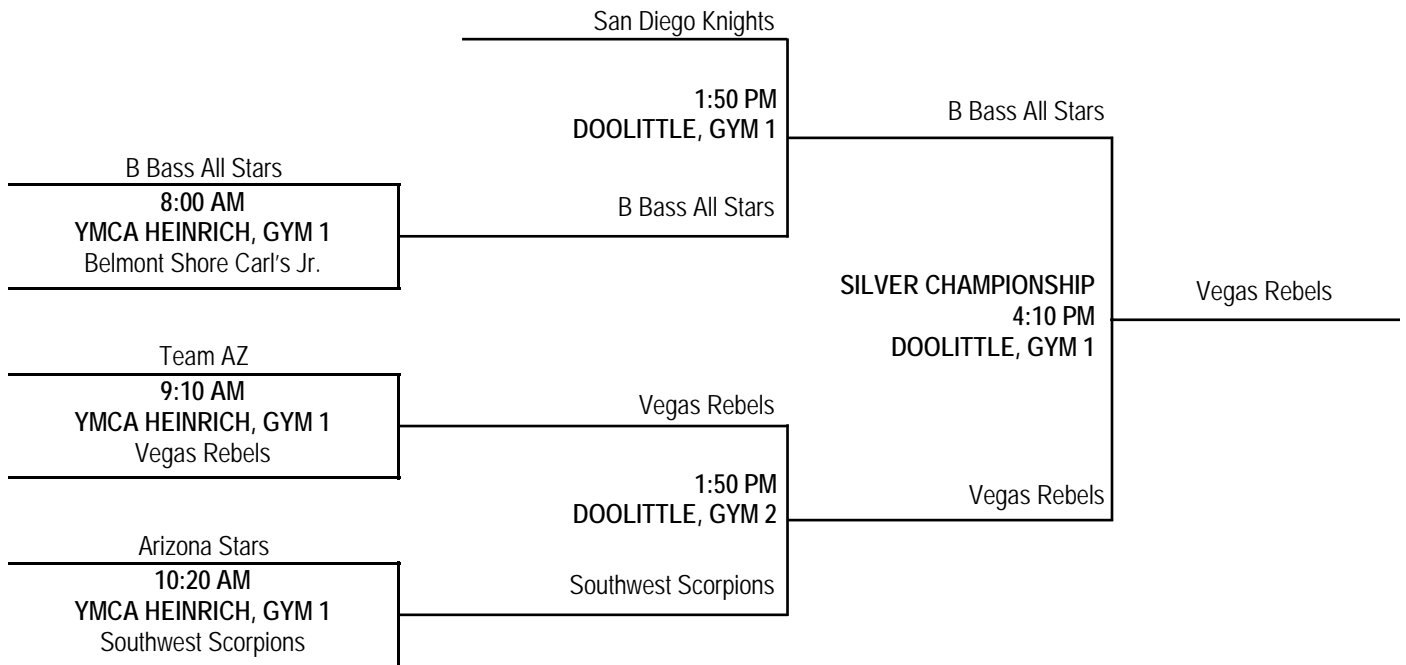 San Diego Knights
1:50 PM
DOOLITTLE, GYM 1
B Bass All Stars
B Bass All Stars
8:00 AM
YMCA HEINRICH, GYM 1
Belmont Shore Carl's Jr.
B Bass All Stars
SILVER CHAMPIONSHIP
4:10 PM
DOOLITTLE, GYM 1
Vegas Rebels
Team AZ
9:10 AM
YMCA HEINRICH, GYM 1
Vegas Rebels
Vegas Rebels
1:50 PM
DOOLITTLE, GYM 2
Vegas Rebels
Arizona Stars
10:20 AM
YMCA HEINRICH, GYM 1
Southwest Scorpions
Southwest Scorpions